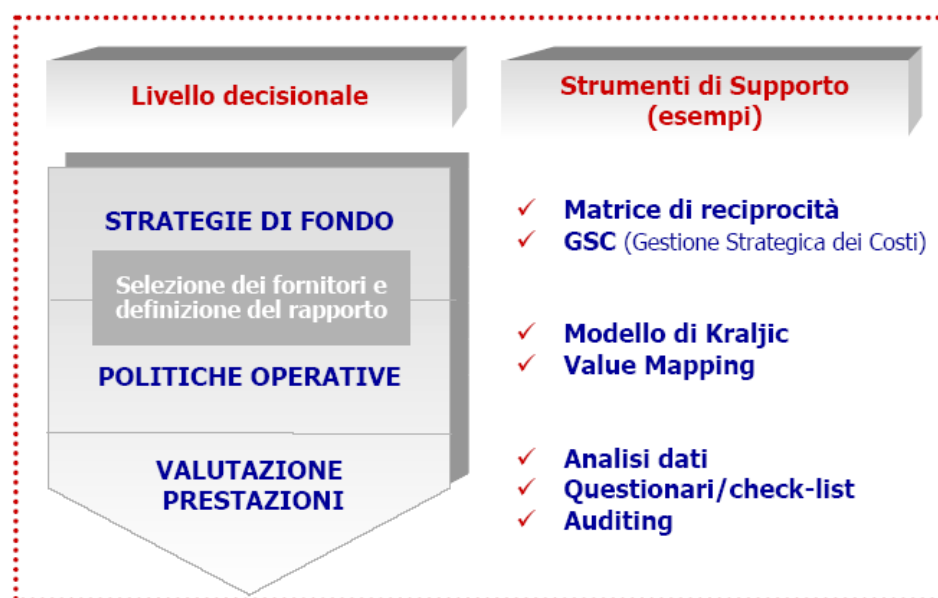 Livello decisionale
STRATEGIE DI FONDO
Selezione dei fornitori e
definizione del rapporto
POLITICHE OPERATIVE
VALUTAZIONE
PRESTAZIONI
Strumenti di Supporto
(esempi)
✓ Matrice di reciprocità
✓ GSC (Gestione Strategica dei Costi)
✓ Modello di Kraljic
✓ Value Mapping
✓ Analisi dati
✓ Questionari/check-list
✓ Auditing